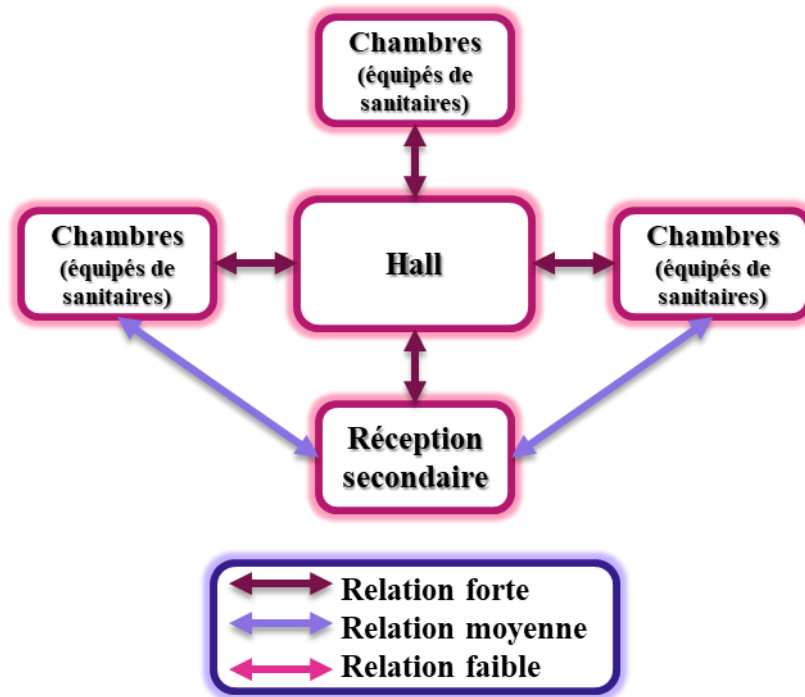 Chambres
(équipés de
sanitaires)
Chambres
(équipés de
sanitaires)
Hall
Chambres
(équipés de
sanitaires)
Réception
secondaire
Relation forte
Relation moyenne
Relation faible